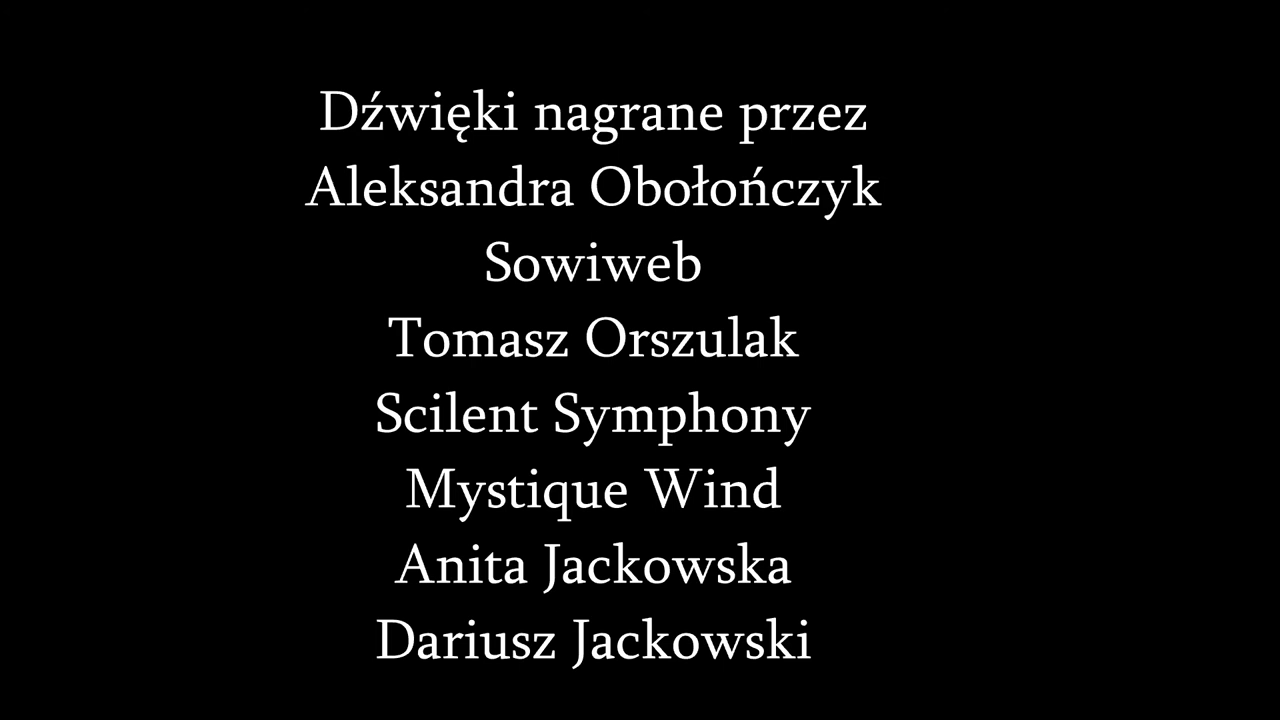 Dźwięki nagrane przez
Aleksandra Obołończyk
Sowiweb
Tomasz Orszulak
Scilent Symphony
Mystique Wind
Anita Jackowska
Dariusz Jackowski